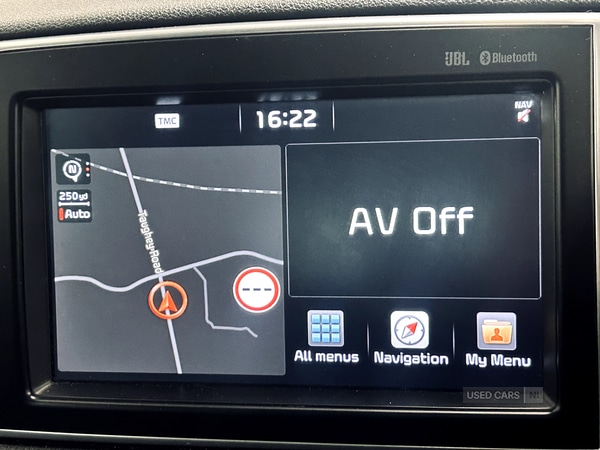 JBL Bluetooth
TMC
16:22
NAV
N
250yd
Auto
Taughey Road
AV Off
---
All menus
Navigation
My Menu
USED CARS NI